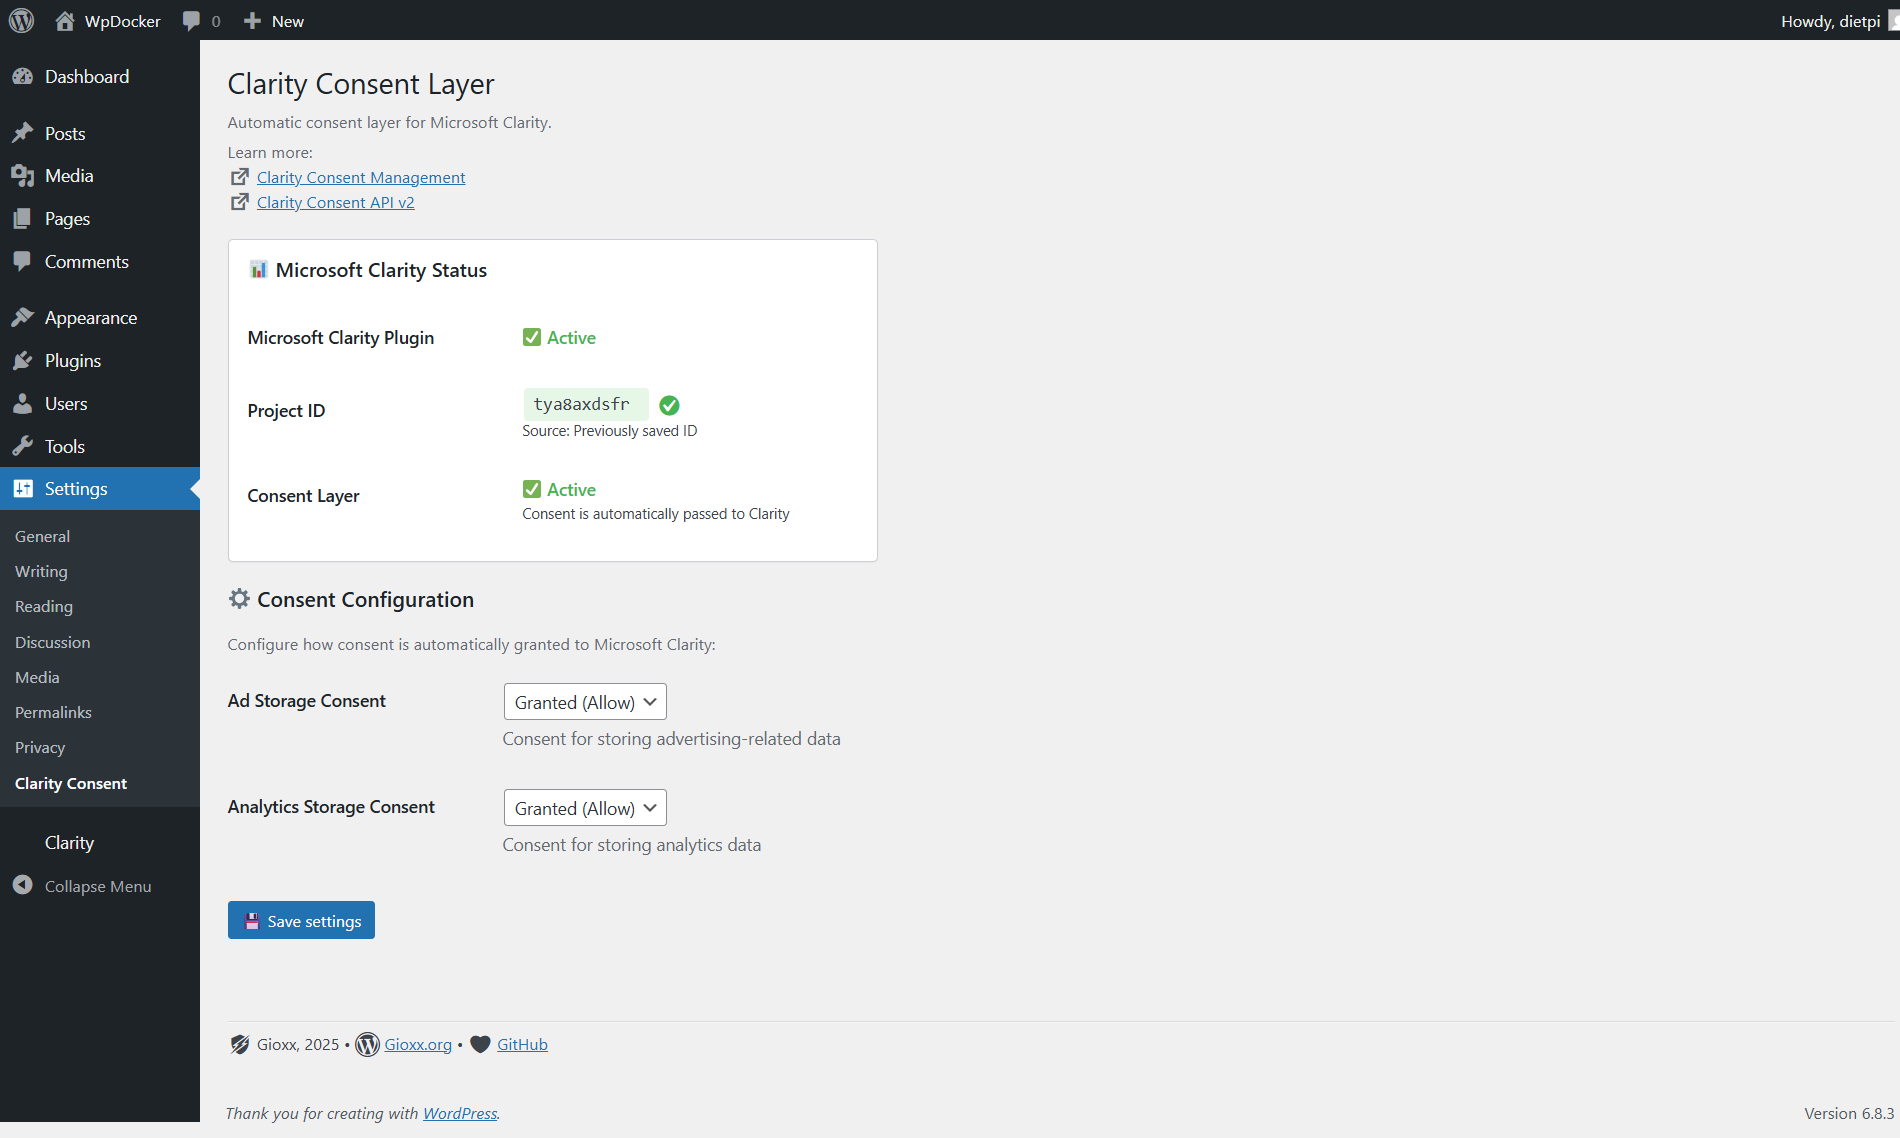 WpDocker 0 New Howdy, dietpi
Dashboard
Posts
Media
Pages
Comments
Appearance
Plugins
Users
Tools
Settings
General
Writing
Reading
Discussion
Media
Permalinks
Privacy
Clarity Consent
Clarity
Collapse Menu
Clarity Consent Layer
Automatic consent layer for Microsoft Clarity.
Learn more:
Clarity Consent Management
Clarity Consent API v2
Microsoft Clarity Status
Microsoft Clarity Plugin Active
Project ID tya8axdsfr
Source: Previously saved ID
Consent Layer Active
Consent is automatically passed to Clarity
Consent Configuration
Configure how consent is automatically granted to Microsoft Clarity:
Ad Storage Consent Granted (Allow)
Consent for storing advertising-related data
Analytics Storage Consent Granted (Allow)
Consent for storing analytics data
Save settings
Gioxx, 2025 • Gioxx.org • GitHub
Thank you for creating with WordPress. Version 6.8.3